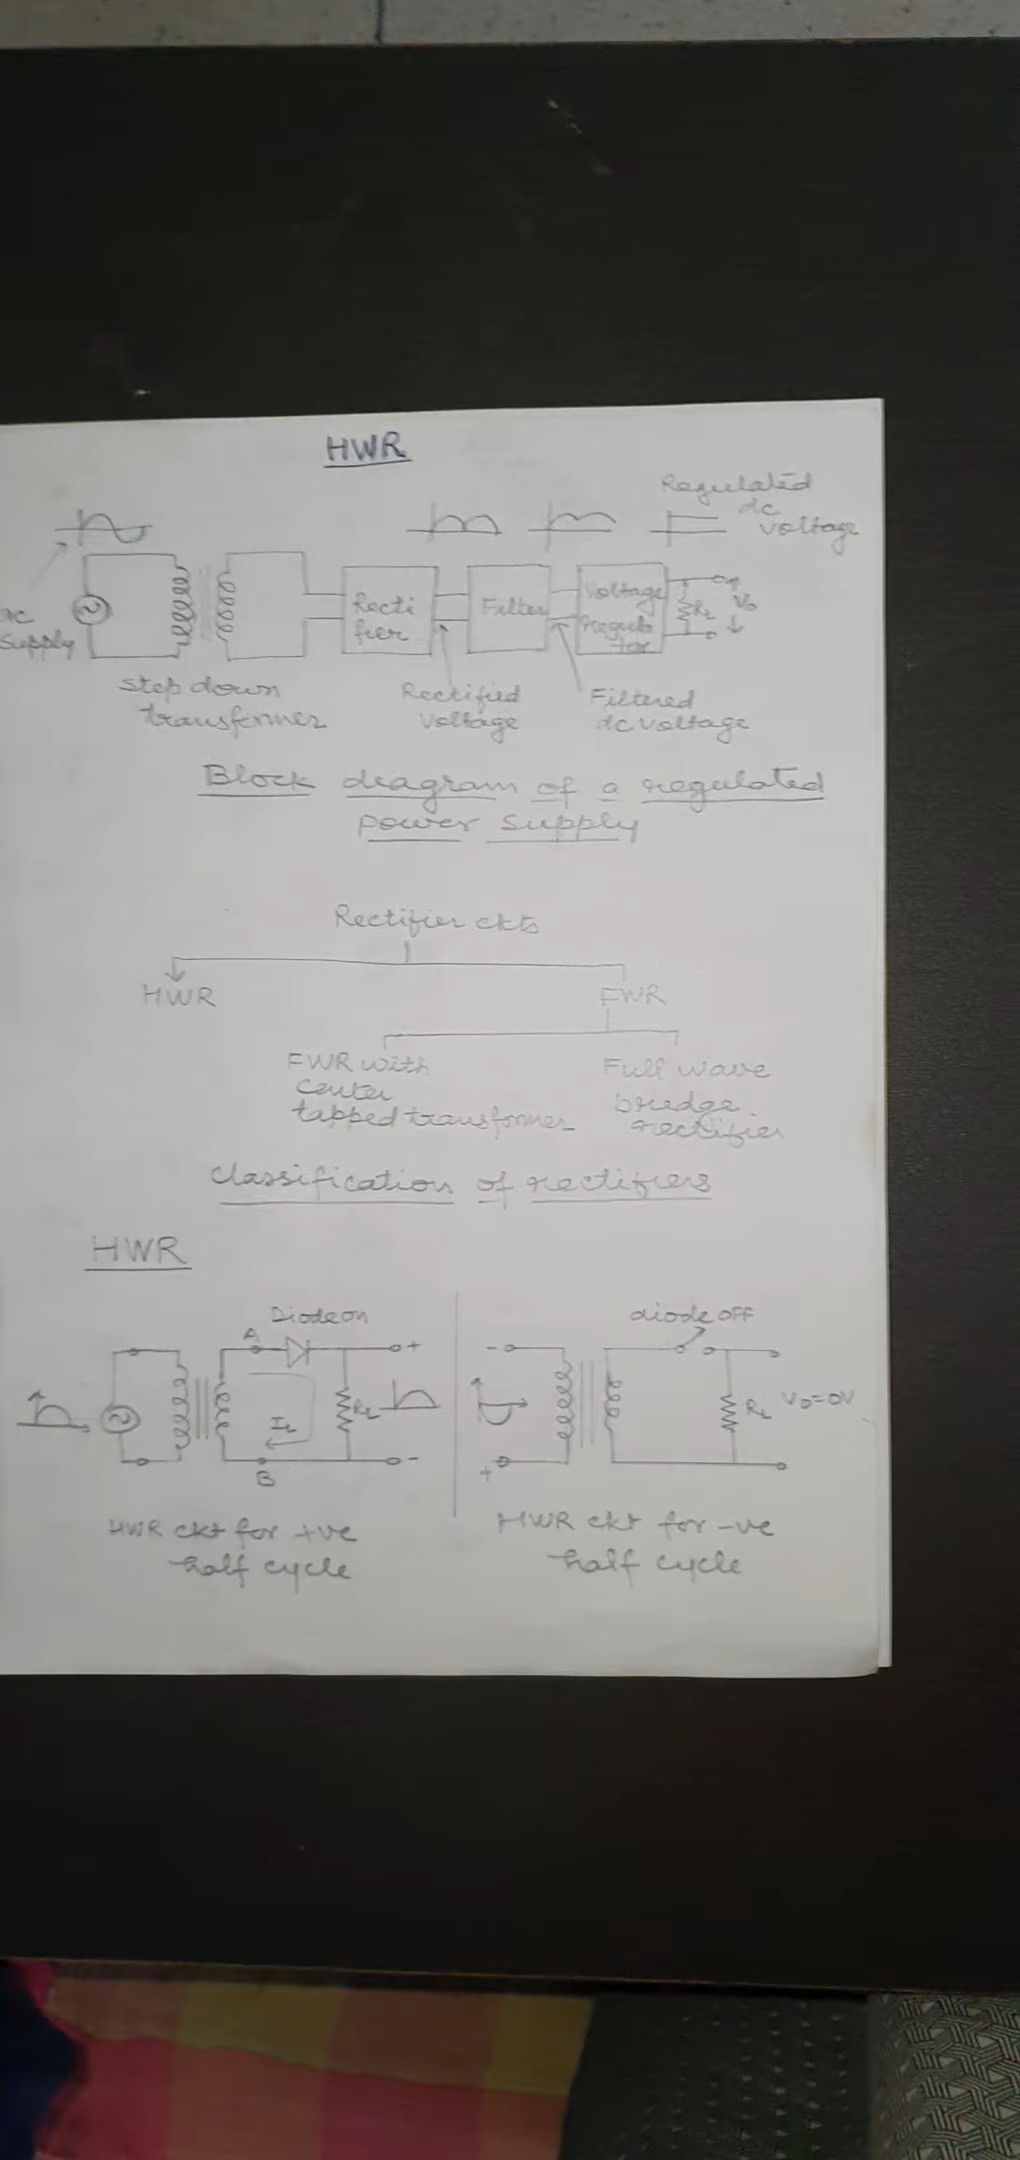 HWR
Regulated
dc
voltage
ac
supply
Recti
fier
Filter
Voltage
Regula
tor
RL
Vo
Step down
transformer
Rectified
voltage
Filtered
dc voltage
Block diagram of a regulated
power supply
Rectifier ckts
HWR
FWR
FWR with
center
tapped transformer
Full wave
bridge
rectifier
classification of rectifiers
HWR
Diode on
A
+
IL
RL
B
-
HWR ckt for +ve
half cycle
diode OFF
-
+
RL
Vo=0V
HWR ckt for -ve
half cycle